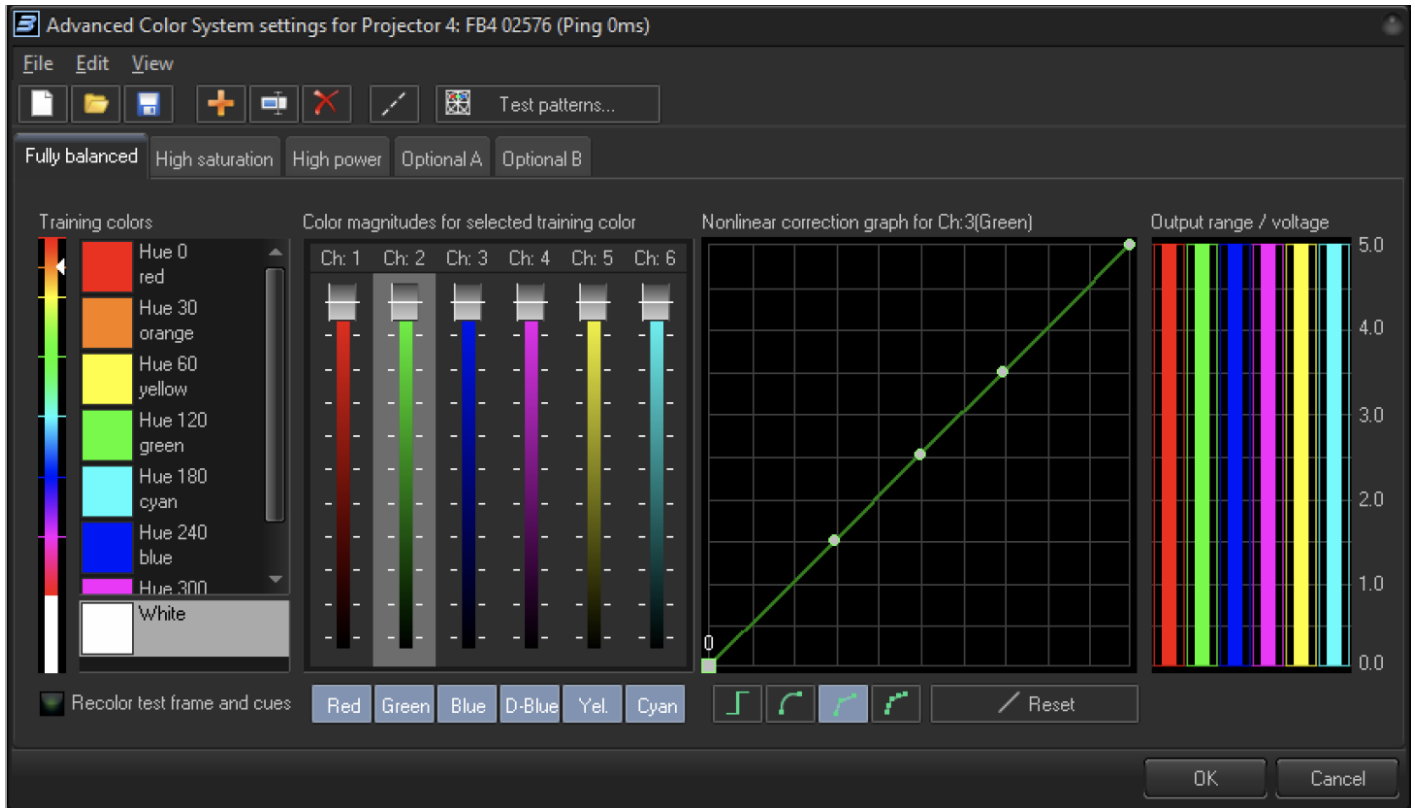 Advanced Color System settings for Projector 4: FB4 02576 (Ping 0ms)
File Edit View
Test patterns...
Fully balanced High saturation High power Optional A Optional B
Training colors
Hue 0
red
Hue 30
orange
Hue 60
yellow
Hue 120
green
Hue 180
cyan
Hue 240
blue
Hue 300
White
Recolor test frame and cues
Color magnitudes for selected training color
Ch: 1 Ch: 2 Ch: 3 Ch: 4 Ch: 5 Ch: 6
Red Green Blue D-Blue Yel. Cyan
Nonlinear correction graph for Ch:3(Green)
0
Reset
Output range / voltage
5.0
4.0
3.0
2.0
1.0
0.0
OK Cancel